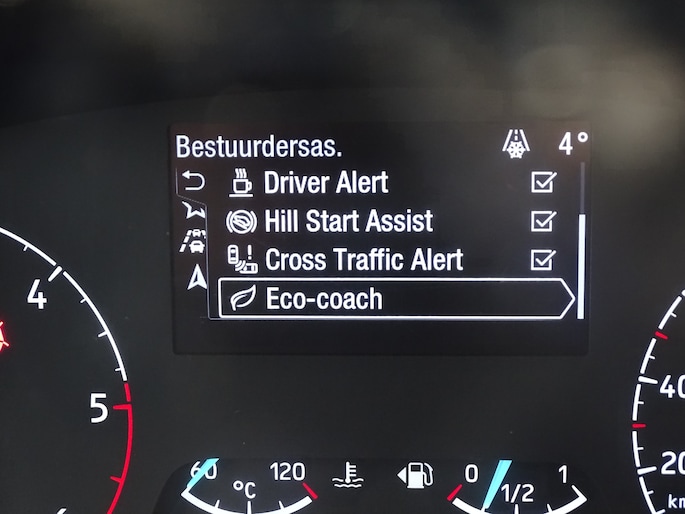 Bestuurdersas.
4°
Driver Alert
Hill Start Assist
Cross Traffic Alert
Eco-coach
4
5
40
20
60
120
°C
0
1/2
1